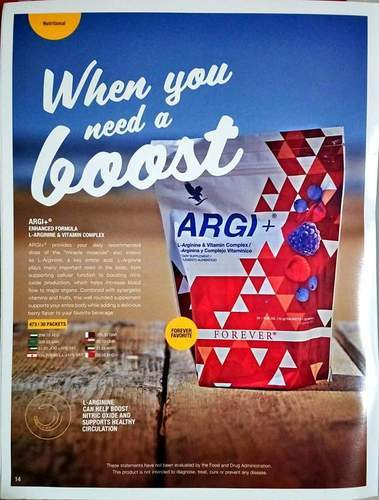 Nutritional
When you
need a
boost
ARGI+®
ENHANCED FORMULA
L-ARGININE & VITAMIN COMPLEX
ARGI+® provides your daily recommended
dose of the "miracle molecule" also known
as L-Arginine, a key amino acid. L-Arginine
plays many important roles in the body, from
supporting cellular function to boosting nitric
oxide production, which helps increase blood
flow to major organs. Combined with synergistic
vitamins and fruits, this well rounded supplement
supports your entire body while adding a delicious
berry flavor to your favorite beverage.
473 | 30 PACKETS
FOREVER
ARGI+®
L-Arginine & Vitamin Complex /
L-Arginina y Complejo Vitamínico
FOREVER
FAVORITE
FOREVER®
L-ARGININE
CAN HELP BOOST
NITRIC OXIDE AND
SUPPORTS HEALTHY
CIRCULATION
These statements have not been evaluated by the Food and Drug Administration.
This product is not intended to diagnose, treat, cure or prevent any disease.
14